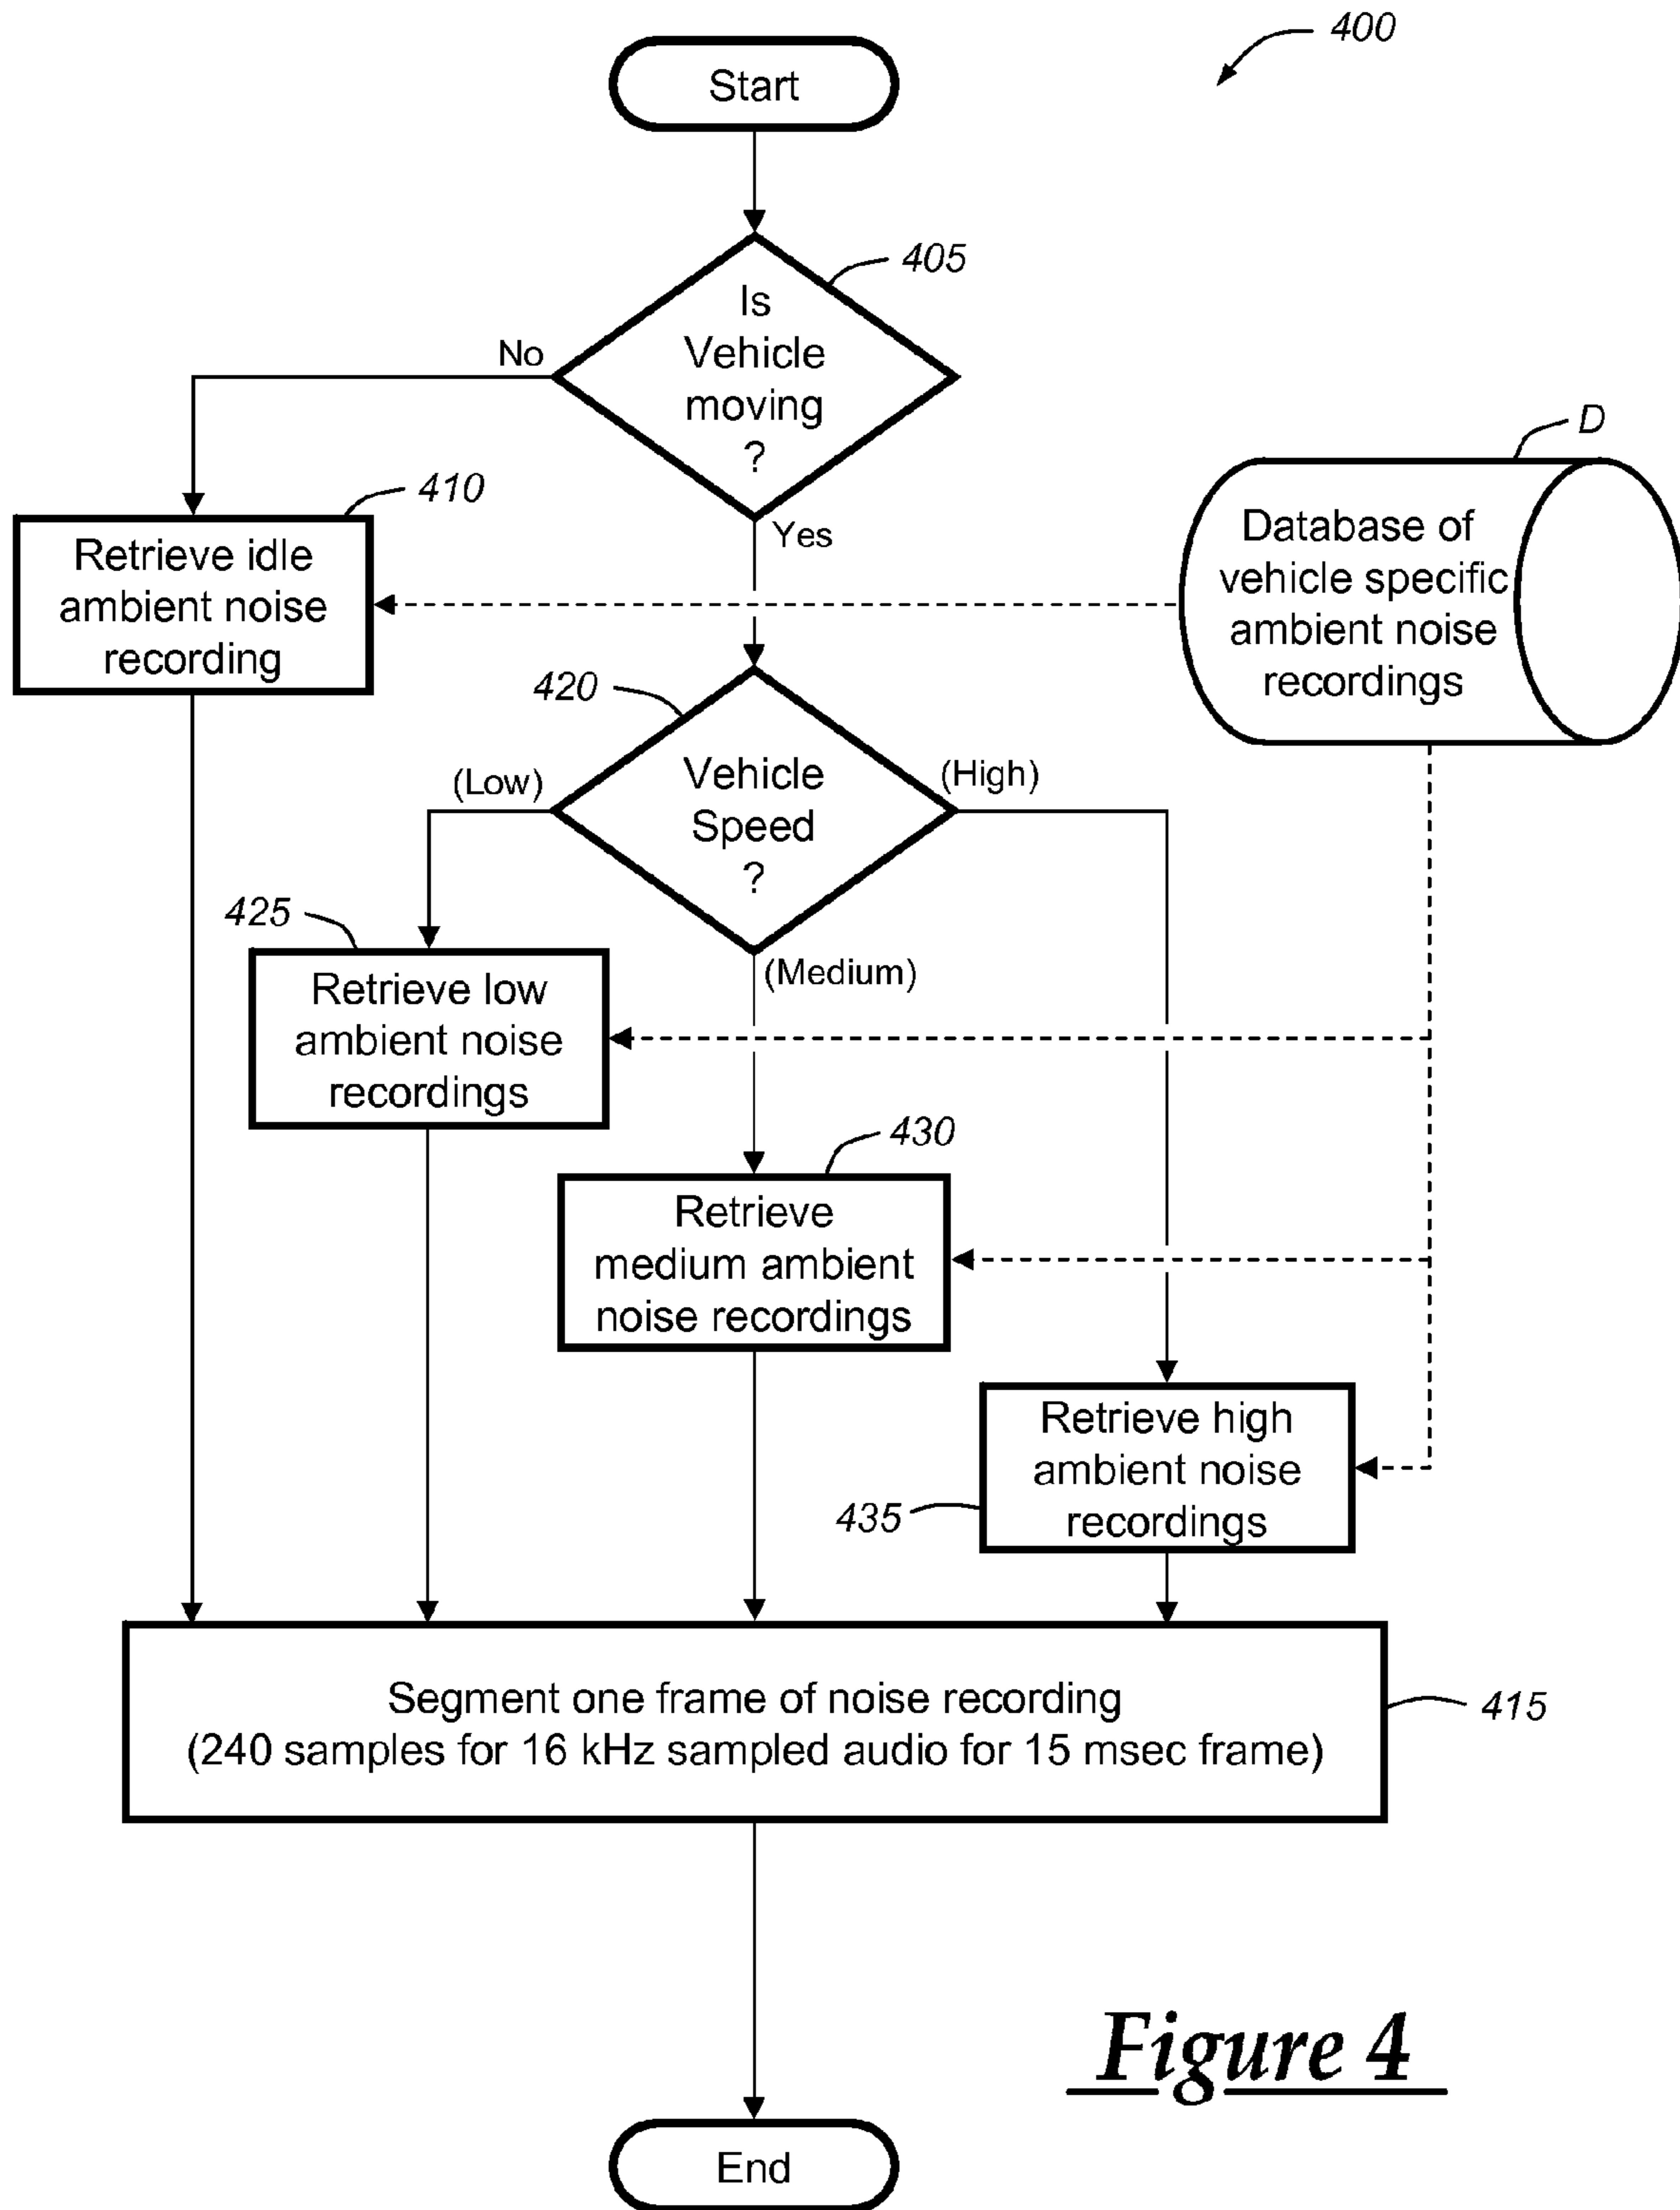 400
Start
405
Is
Vehicle
moving
?
No
Yes
D
Database of
vehicle specific
ambient noise
recordings
410
Retrieve idle
ambient noise
recording
420
Vehicle
Speed
?
(Low)
(High)
(Medium)
425
Retrieve low
ambient noise
recordings
430
Retrieve
medium ambient
noise recordings
Retrieve high
ambient noise
recordings
435
Segment one frame of noise recording
(240 samples for 16 kHz sampled audio for 15 msec frame)
415
End
Figure 4